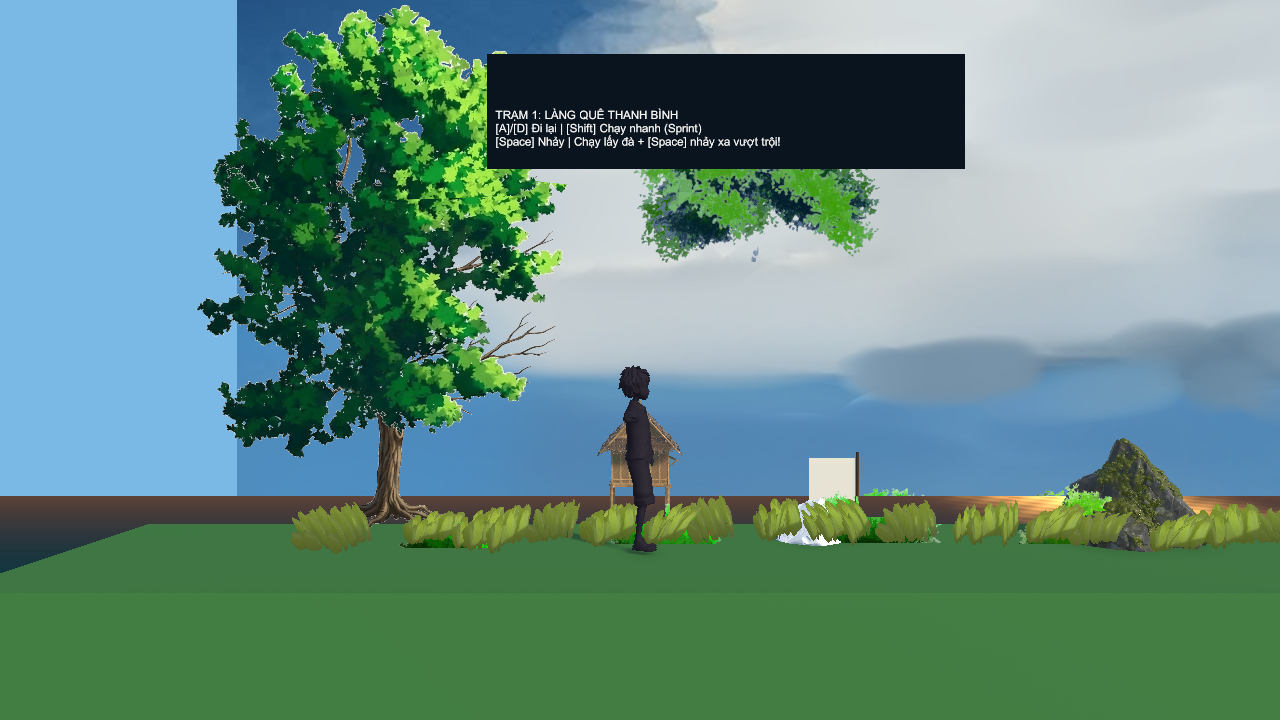 TRẠM 1: LÀNG QUÊ THANH BÌNH
[A]/[D] Đi lại | [Shift] Chạy nhanh (Sprint)
[Space] Nhảy | Chạy lấy đà + [Space] nhảy xa vượt trội!